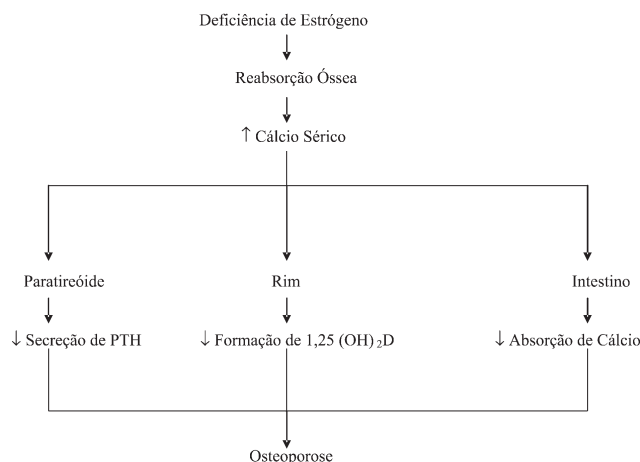 Deficiência de Estrógeno
Reabsorção Óssea
↑ Cálcio Sérico
Paratireóide
Rim
Intestino
↓ Secreção de PTH
↓ Formação de 1,25 (OH) ₂D
↓ Absorção de Cálcio
Osteoporose